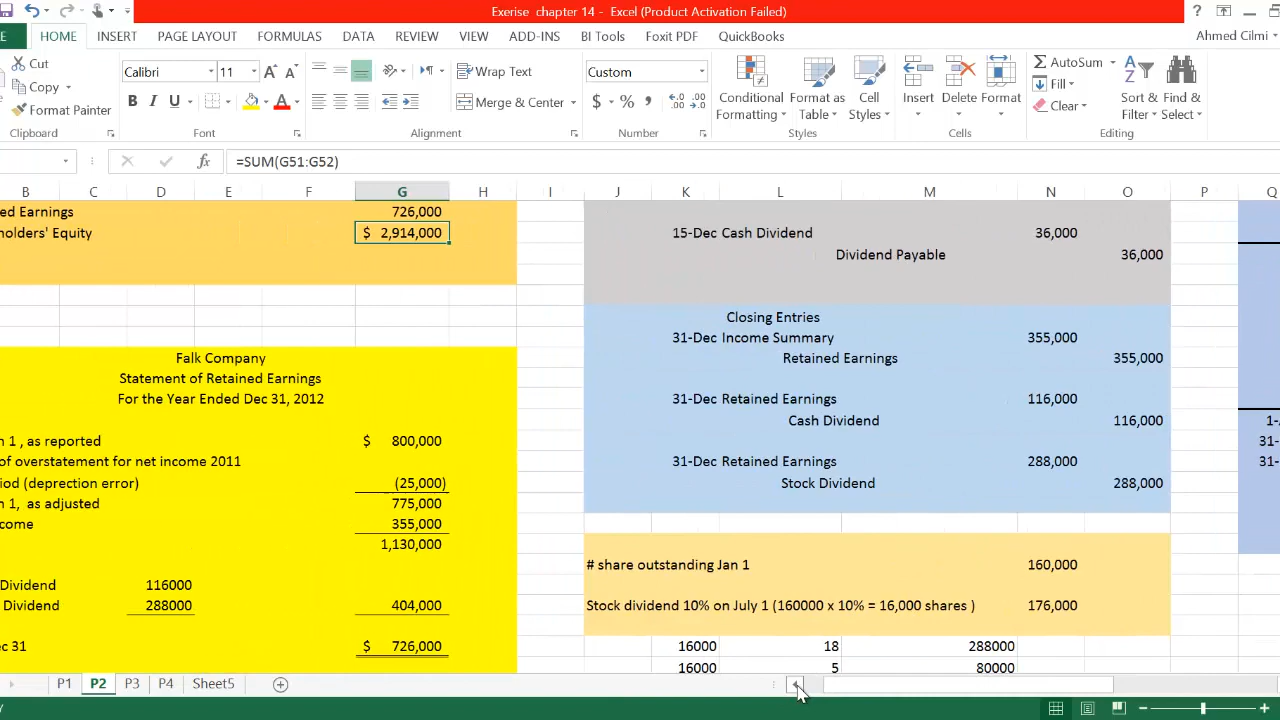 Exerise chapter 14 - Excel (Product Activation Failed)
?
HOME INSERT PAGE LAYOUT FORMULAS DATA REVIEW VIEW ADD-INS BI Tools Foxit PDF QuickBooks Ahmed Cilmi
Cut
Copy
Format Painter
Clipboard
Calibri 11
B I U A
Font
Wrap Text
Merge & Center
Alignment
Custom
$ % ,
Number
Conditional Formatting
Format as Table
Cell Styles
Styles
Insert Delete Format
Cells
AutoSum
Fill
Clear
Sort & Filter
Find & Select
Editing
fx =SUM(G51:G52)
B C D E F G H I J K L M N O P Q
ed Earnings 726,000
holders' Equity $ 2,914,000
15-Dec Cash Dividend 36,000
Dividend Payable 36,000
Closing Entries
31-Dec Income Summary 355,000
Retained Earnings 355,000
31-Dec Retained Earnings 116,000
Cash Dividend 116,000
31-Dec Retained Earnings 288,000
Stock Dividend 288,000
Falk Company
Statement of Retained Earnings
For the Year Ended Dec 31, 2012
n 1 , as reported $ 800,000
of overstatement for net income 2011
iod (deprection error) (25,000)
n 1, as adjusted 775,000
come 355,000
1,130,000
Dividend 116000
Dividend 288000 404,000
ec 31 $ 726,000
# share outstanding Jan 1 160,000
Stock dividend 10% on July 1 (160000 x 10% = 16,000 shares ) 176,000
16000 18 288000
16000 5 80000
31-
31-
P1 P2 P3 P4 Sheet5